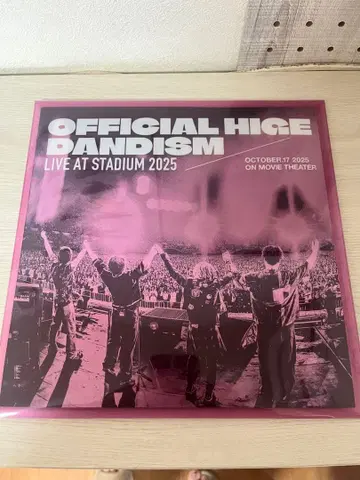 OFFICIAL HIGE
DANDISM
LIVE AT STADIUM 2025
OCTOBER.17 2025
ON MOVIE THEATER